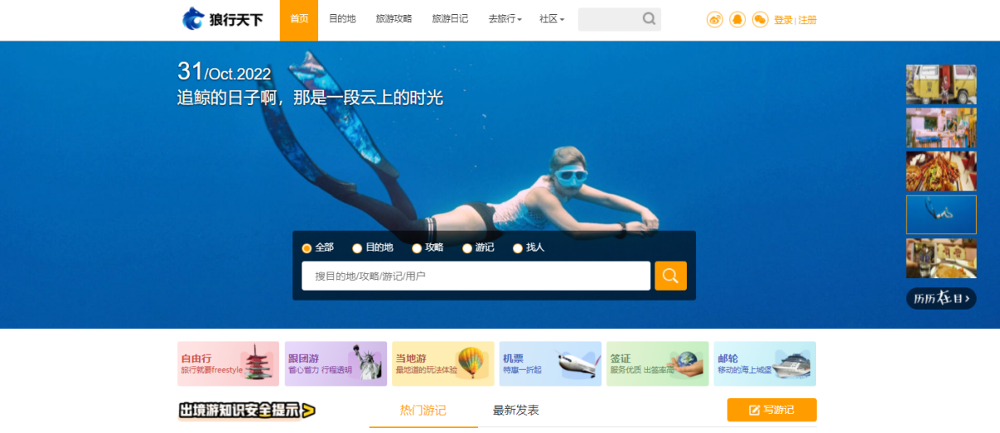 狼行天下
首页 目的地 旅游攻略 旅游日记 去旅行 社区 登录 | 注册
31/Oct.2022
追鲸的日子啊，那是一段云上的时光
全部 目的地 攻略 游记 找人
搜目的地/攻略/游记/用户
历历在目
自由行
旅行就要freestyle
跟团游
省心省力 行程透明
当地游
最地道的玩法体验
机票
特惠一折起
签证
服务优质 出签率高
邮轮
移动的海上城堡
出境游知识安全提示 热门游记 最新发表 写游记